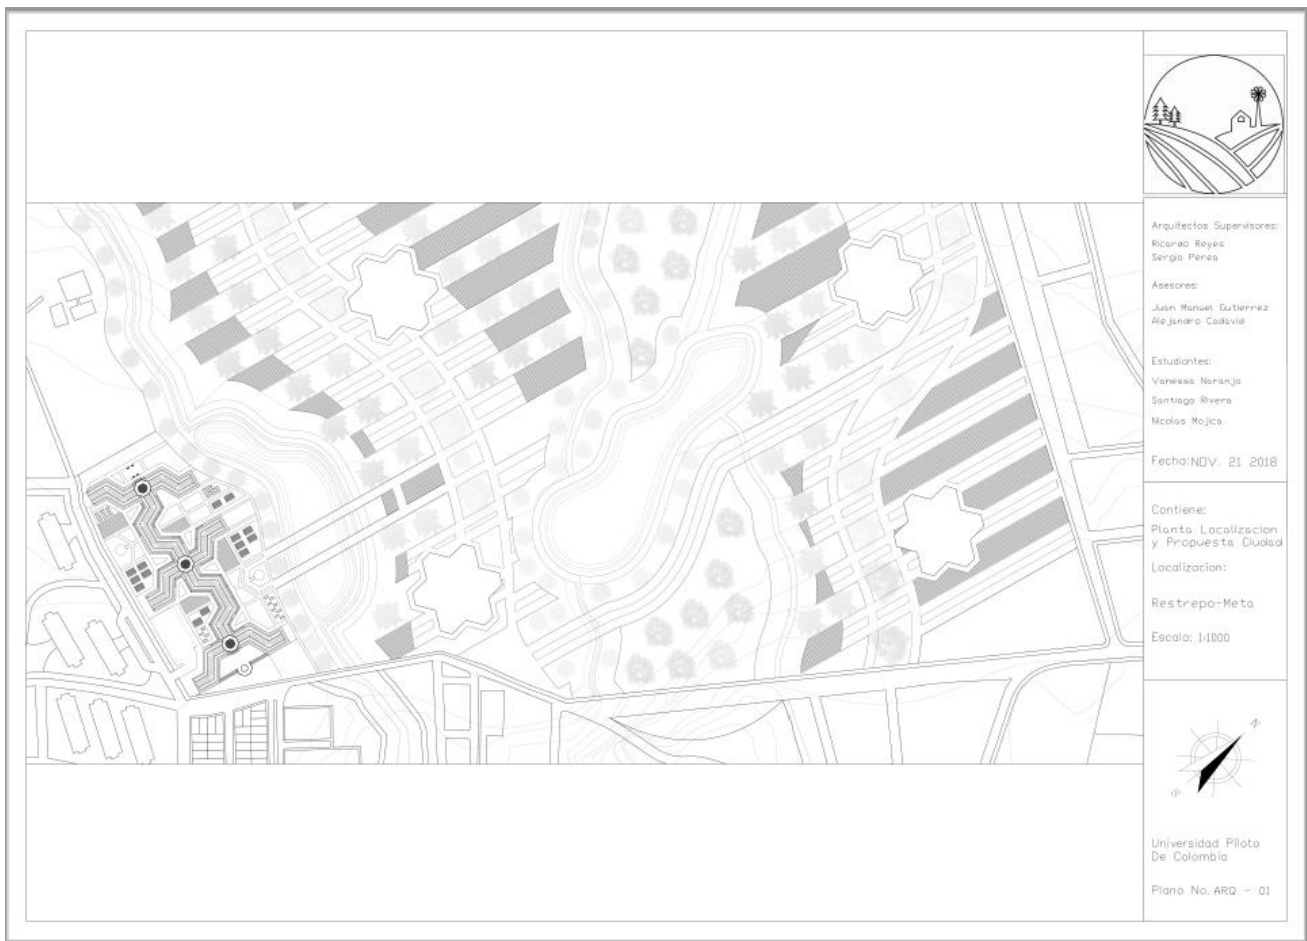 Arquitectos Supervisores:
Ricardo Reyes
Sergio Perea
Asesores:
Juan Manuel Gutierrez
Alejandro Cadavid
Estudiantes:
Vanessa Naranjo
Santiago Rivera
Nicolas Mojica
Fecha: NOV. 21 2018
Contiene:
Planta Localizacion
y Propuesta Ciudad
Localizacion:
Restrepo-Meta
Escala: 1:1000
N
S
Universidad Piloto
De Colombia
Plano No. ARQ - 01